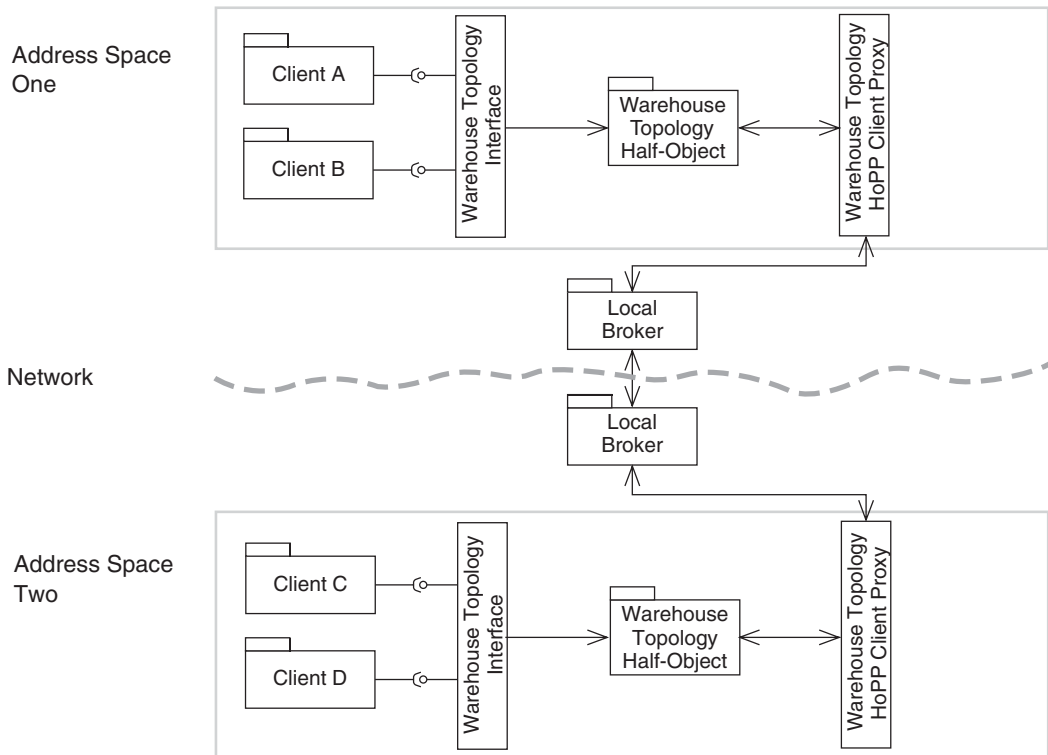 Address Space
One
Client A
Client B
Warehouse Topology
Interface
Warehouse
Topology
Half-Object
Warehouse Topology
HoPP Client Proxy
Local
Broker
Network
Local
Broker
Address Space
Two
Client C
Client D
Warehouse Topology
Interface
Warehouse
Topology
Half-Object
Warehouse Topology
HoPP Client Proxy